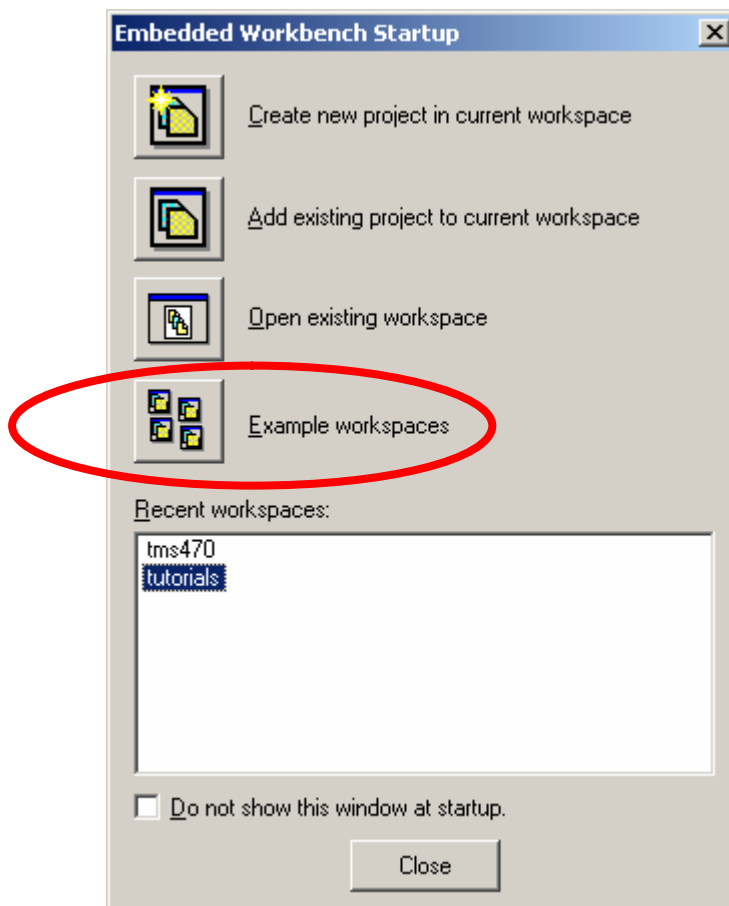 Embedded Workbench Startup
Create new project in current workspace
Add existing project to current workspace
Open existing workspace
Example workspaces
Recent workspaces:
tms470
tutorials
Do not show this window at startup.
Close